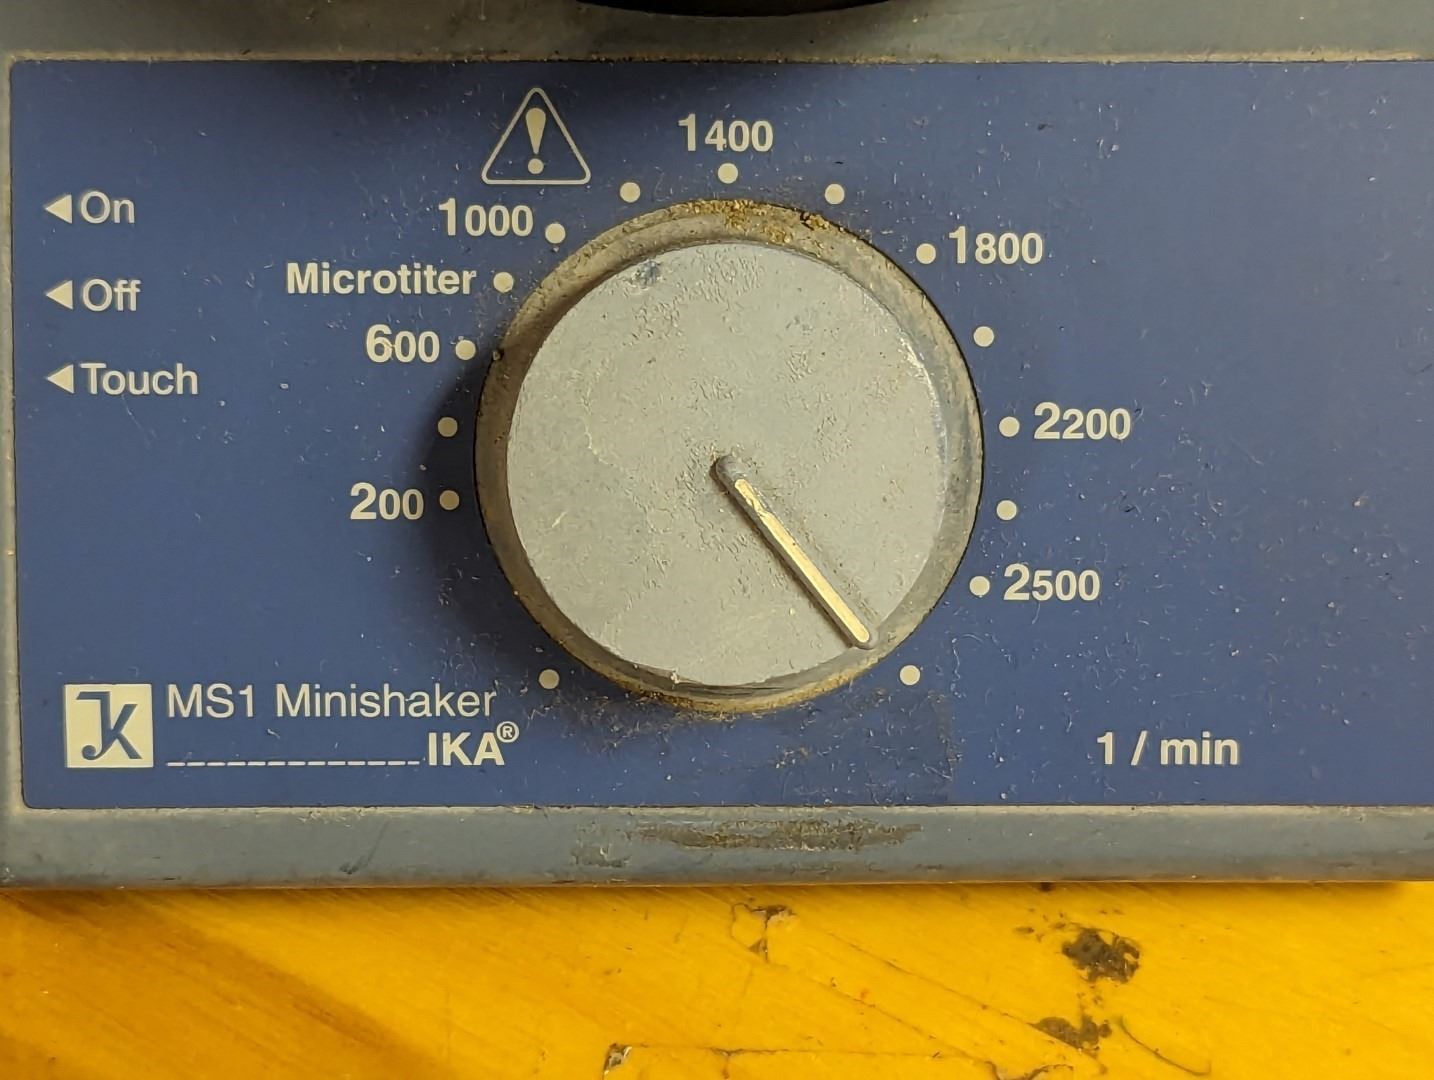 On
Off
Touch
1400
1000
1800
Microtiter
600
2200
200
2500
MS1 Minishaker
IKA®
1 / min